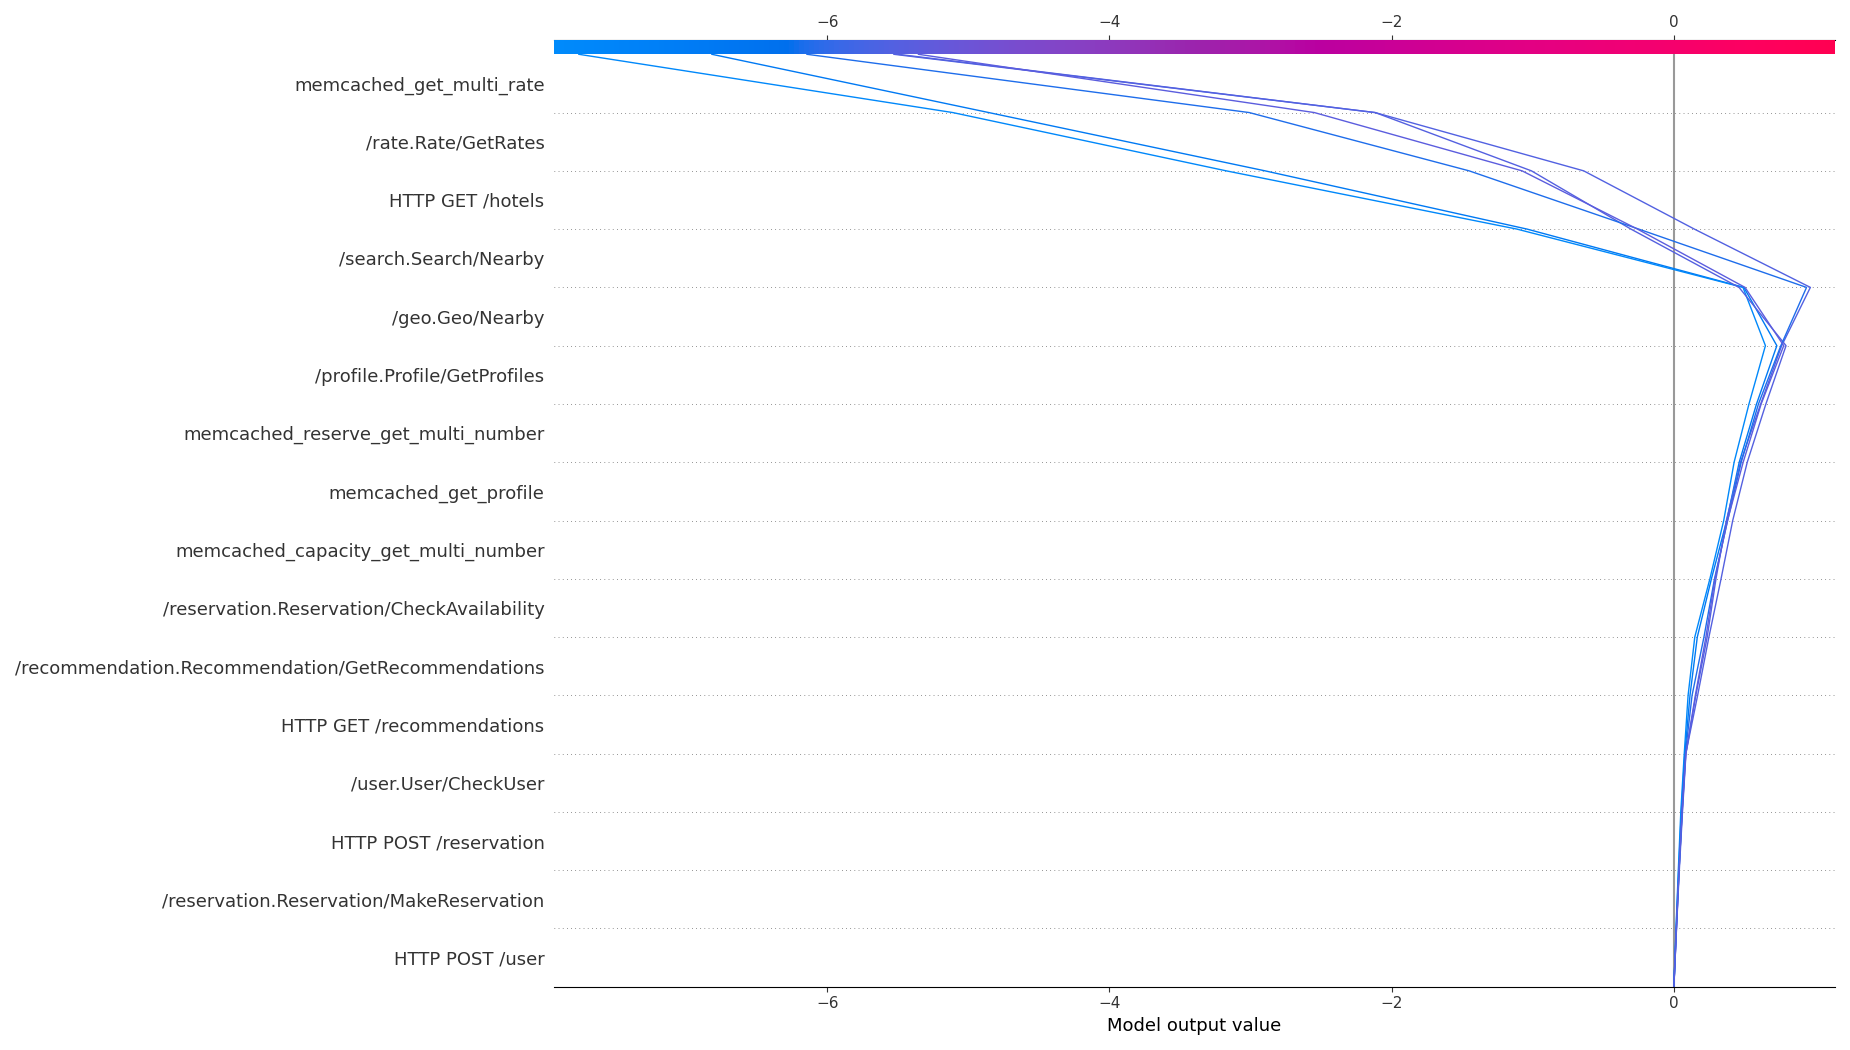 −6 −4 −2 0
memcached_get_multi_rate
/rate.Rate/GetRates
HTTP GET /hotels
/search.Search/Nearby
/geo.Geo/Nearby
/profile.Profile/GetProfiles
memcached_reserve_get_multi_number
memcached_get_profile
memcached_capacity_get_multi_number
/reservation.Reservation/CheckAvailability
/recommendation.Recommendation/GetRecommendations
HTTP GET /recommendations
/user.User/CheckUser
HTTP POST /reservation
/reservation.Reservation/MakeReservation
HTTP POST /user
−6 −4 −2 0
Model output value